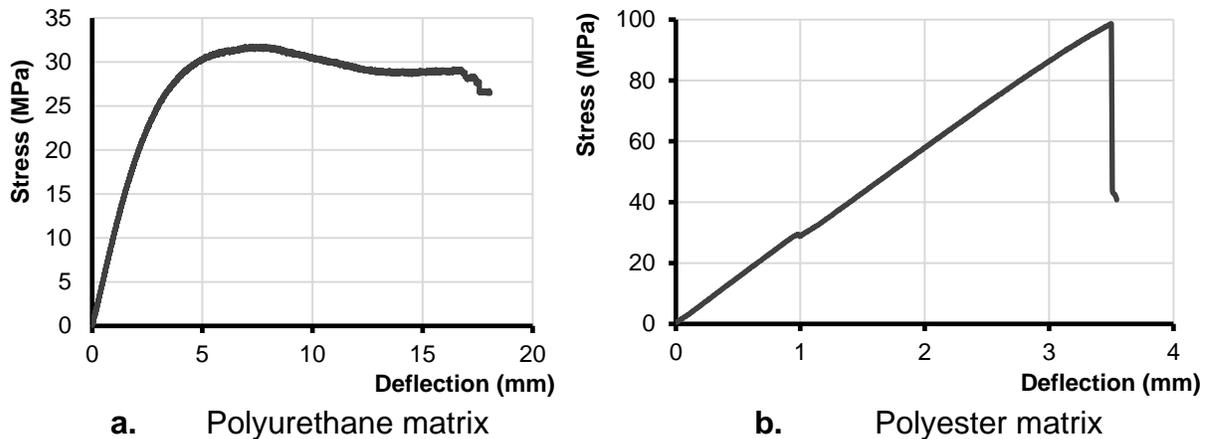 35
30
25
20
15
10
5
0
Stress (MPa)
0 5 10 15 20
Deflection (mm)
a. Polyurethane matrix
100
80
60
40
20
0
Stress (MPa)
0 1 2 3 4
Deflection (mm)
b. Polyester matrix